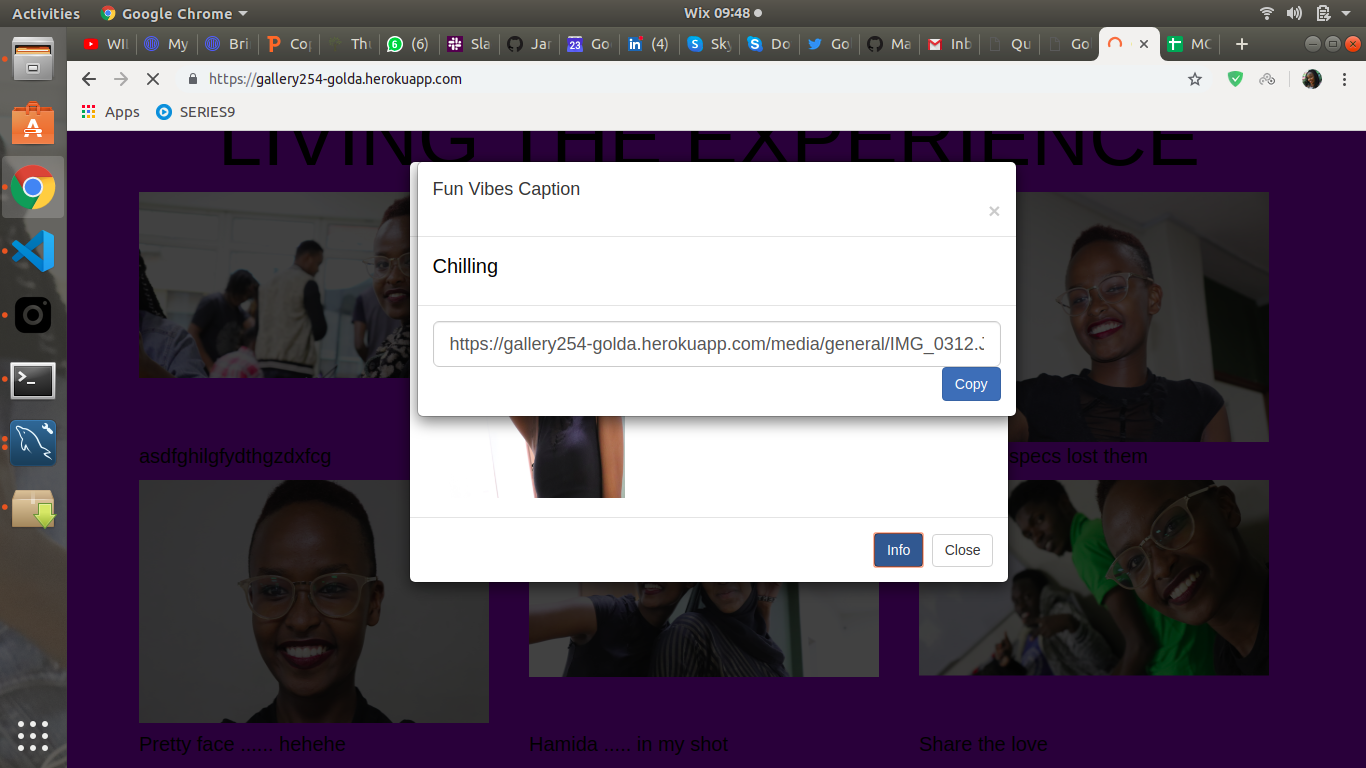 Activities
Google Chrome
Wix 09:48
WI
My
Bri
Co
Thu
(6)
Sla
Jar
23
Go
(4)
Sky
Do
Go
Ma
Inb
Qu
Go
MC
https://gallery254-golda.herokuapp.com
Apps
SERIES9
LIVING THE EXPERIENCE
Fun Vibes Caption
×
Chilling
https://gallery254-golda.herokuapp.com/media/general/IMG_0312.J
Copy
asdfghilgfydthgzdxfcg
specs lost them
Info
Close
Pretty face ...... hehehe
Hamida ..... in my shot
Share the love